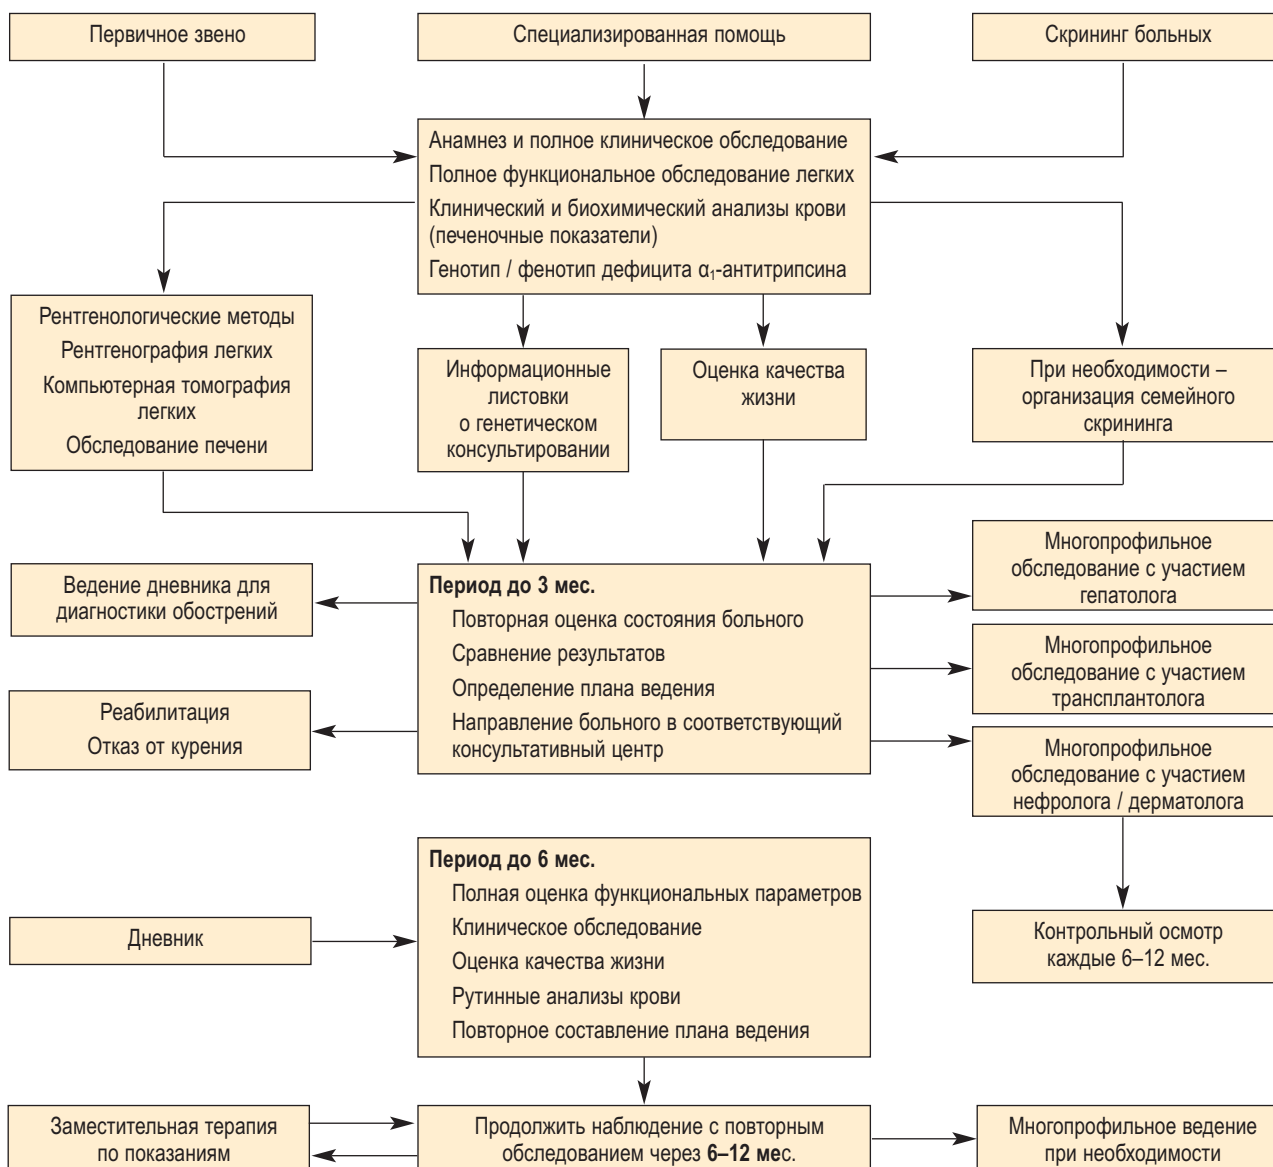 Первичное звено
Специализированная помощь
Скрининг больных
Анамнез и полное клиническое обследование
Полное функциональное обследование легких
Клинический и биохимический анализы крови
(печеночные показатели)
Генотип / фенотип дефицита α₁-антитрипсина
Рентгенологические методы
Рентгенография легких
Компьютерная томография
легких
Обследование печени
Информационные
листовки
о генетическом
консультировании
Оценка качества
жизни
При необходимости –
организация семейного
скрининга
Ведение дневника для
диагностики обострений
Реабилитация
Отказ от курения
Период до 3 мес.
Повторная оценка состояния больного
Сравнение результатов
Определение плана ведения
Направление больного в соответствующий
консультативный центр
Многопрофильное
обследование с участием
гепатолога
Многопрофильное
обследование с участием
трансплантолога
Многопрофильное
обследование с участием
нефролога / дерматолога
Контрольный осмотр
каждые 6–12 мес.
Дневник
Период до 6 мес.
Полная оценка функциональных параметров
Клиническое обследование
Оценка качества жизни
Рутинные анализы крови
Повторное составление плана ведения
Заместительная терапия
по показаниям
Продолжить наблюдение с повторным
обследованием через 6–12 мес.
Многопрофильное ведение
при необходимости